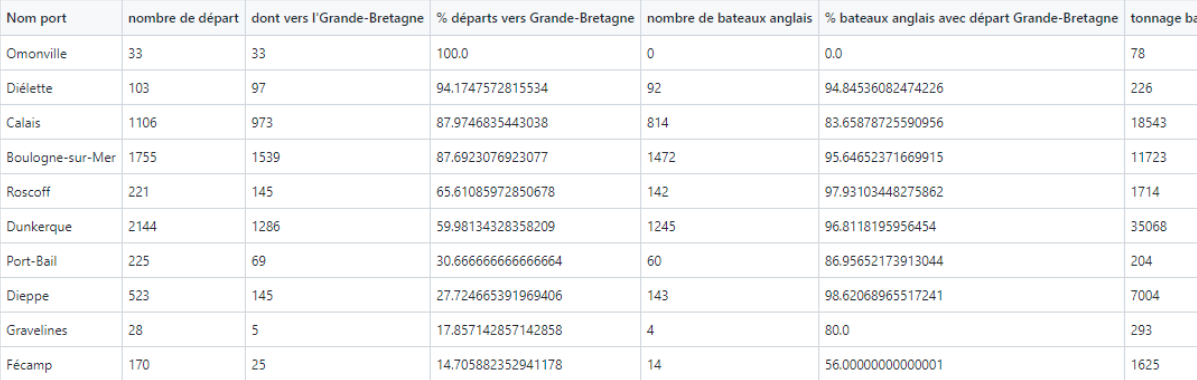 Nom port nombre de départ dont vers l'Grande-Bretagne % départs vers Grande-Bretagne nombre de bateaux anglais % bateaux anglais avec départ Grande-Bretagne tonnage ba
Omonville 33 33 100.0 0 0.0 78
Diélette 103 97 94.1747572815534 92 94.84536082474226 226
Calais 1106 973 87.9746835443038 814 83.65878725590956 18543
Boulogne-sur-Mer 1755 1539 87.6923076923077 1472 95.64652371669915 11723
Roscoff 221 145 65.61085972850678 142 97.93103448275862 1714
Dunkerque 2144 1286 59.98134328358209 1245 96.8118195956454 35068
Port-Bail 225 69 30.666666666666664 60 86.95652173913044 204
Dieppe 523 145 27.724665391969406 143 98.62068965517241 7004
Gravelines 28 5 17.857142857142858 4 80.0 293
Fécamp 170 25 14.705882352941178 14 56.00000000000001 1625